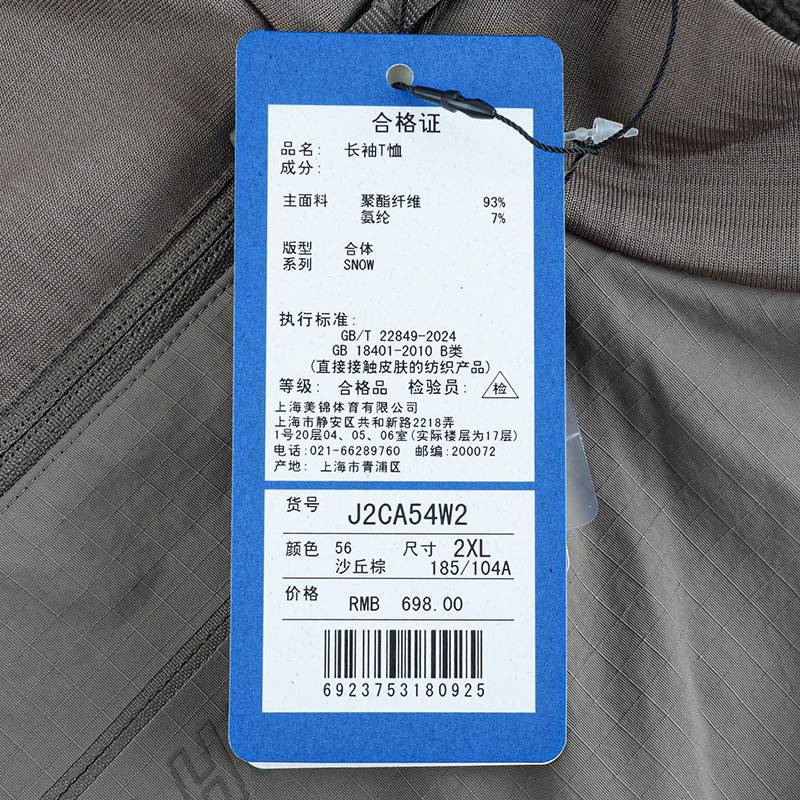 合格证
品名: 长袖T恤
成分:
主面料 聚酯纤维 93%
氨纶 7%
版型 合体
系列 SNOW
执行标准:
GB/T 22849-2024
GB 18401-2010 B类
(直接接触皮肤的纺织产品)
等级: 合格品 检验员: 检
上海美锦体育有限公司
上海市静安区共和新路2218弄
1号20层04、05、06室(实际楼层为17层)
电话:021-66289760 邮编:200072
产地: 上海市青浦区
货号 J2CA54W2
颜色 56 尺寸 2XL
沙丘棕 185/104A
价格 RMB 698.00
6923753180925
H